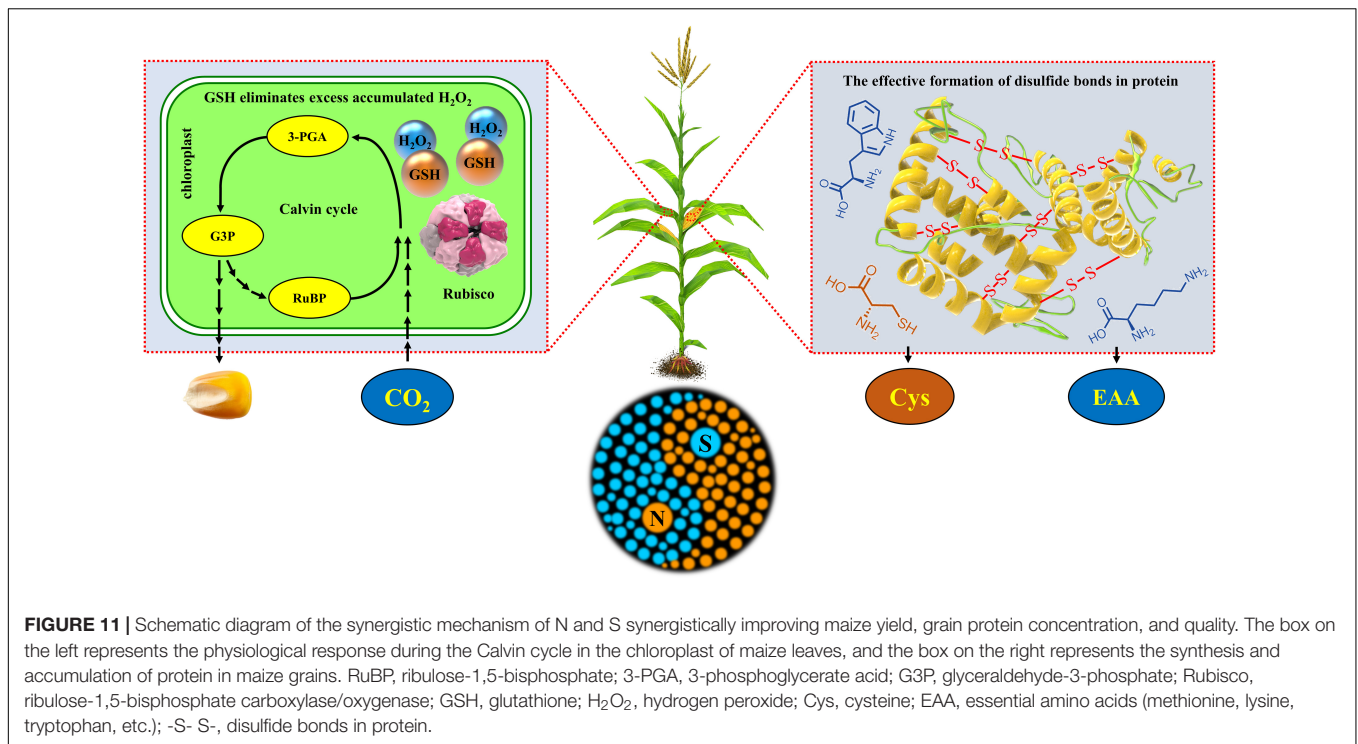 GSH eliminates excess accumulated H₂O₂
chloroplast
3-PGA
H₂O₂
GSH
H₂O₂
GSH
Calvin cycle
G3P
RuBP
Rubisco
CO₂
The effective formation of disulfide bonds in protein
NH
O
NH₂
HO
S-S
S-S
S-S
S-S
S-S
S-S
S-S
O
HO
NH₂
SH
NH₂
O
HO
NH₂
Cys
EAA
S
N
FIGURE 11 | Schematic diagram of the synergistic mechanism of N and S synergistically improving maize yield, grain protein concentration, and quality. The box on
the left represents the physiological response during the Calvin cycle in the chloroplast of maize leaves, and the box on the right represents the synthesis and
accumulation of protein in maize grains. RuBP, ribulose-1,5-bisphosphate; 3-PGA, 3-phosphoglycerate acid; G3P, glyceraldehyde-3-phosphate; Rubisco,
ribulose-1,5-bisphosphate carboxylase/oxygenase; GSH, glutathione; H₂O₂, hydrogen peroxide; Cys, cysteine; EAA, essential amino acids (methionine, lysine,
tryptophan, etc.); -S- S-, disulfide bonds in protein.